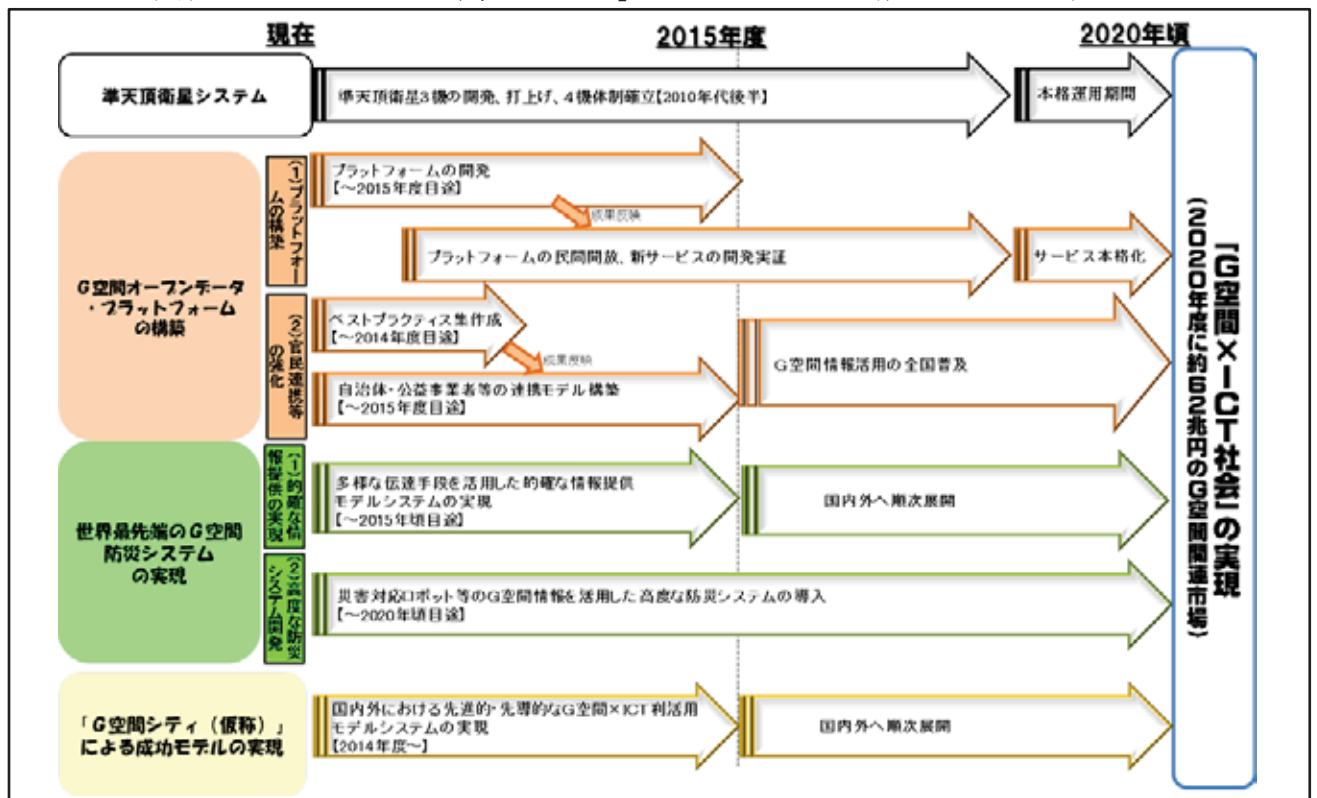 現在
2015年度
2020年頃
準天頂衛星システム
準天頂衛星3機の開発、打上げ、4機体制確立【2010年代後半】
本格運用期間
G空間オープンデータ
・プラットフォーム
の構築
(1)プラットフォー
ムの構築
プラットフォームの開発
【~2015年度目途】
成果反映
プラットフォームの民間開放、新サービスの開発実証
サービス本格化
(2)官民連携等
の強化
ベストプラクティス集作成
【~2014年度目途】
成果反映
自治体・公益事業者等の連携モデル構築
【~2015年度目途】
G空間情報活用の全国普及
世界最先端のG空間
防災システム
の実現
(1)的確な情
報提供の実現
多様な伝達手段を活用した的確な情報提供
モデルシステムの実現
【~2015年頃目途】
国内外へ順次展開
(2)高度な防災
システム開発
災害対応ロボット等のG空間情報を活用した高度な防災システムの導入
【~2020年頃目途】
「G空間シティ(仮称)」
による成功モデルの実現
国内外における先進的・先導的なG空間×ICT利活用
モデルシステムの実現
【2014年度~】
国内外へ順次展開
「G空間×ICT社会」の実現
(2020年度に約62兆円のG空間関連市場)